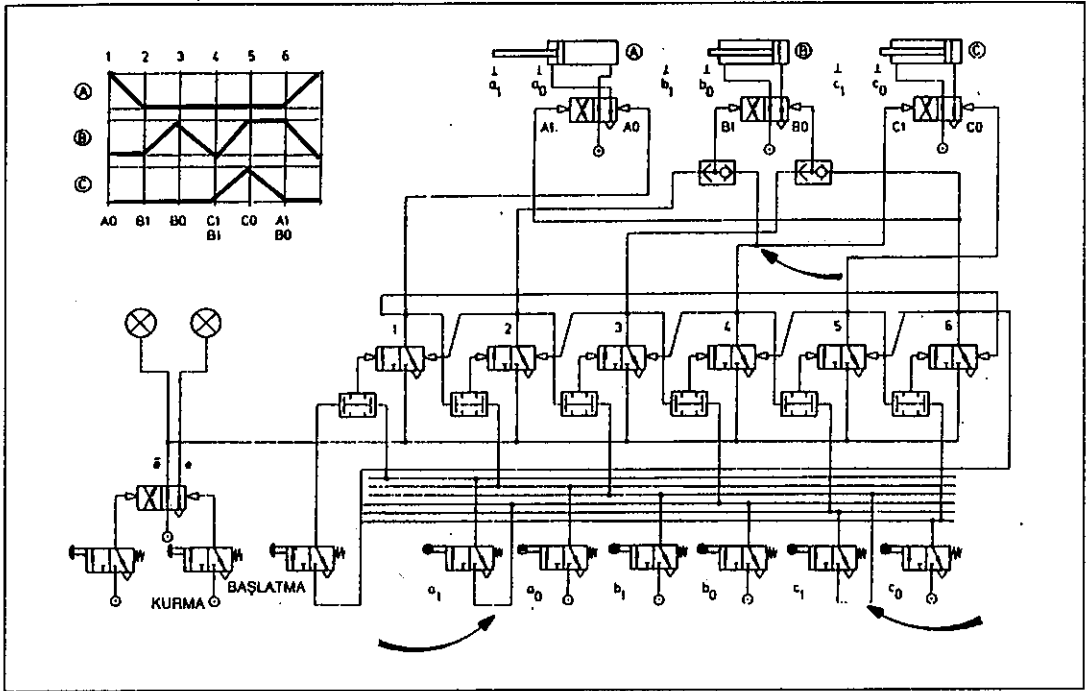 1 2 3 4 5 6
A
B
C
A0 B1 B0 C1 C0 A1
B1 B0
A B C
a1 a0 b1 b0 c1 c0
A1 A0 B1 B0 C1 C0
1 2 3 4 5 6
ē e
BAŞLATMA
KURMA
a1 a0 b1 b0 c1 c0